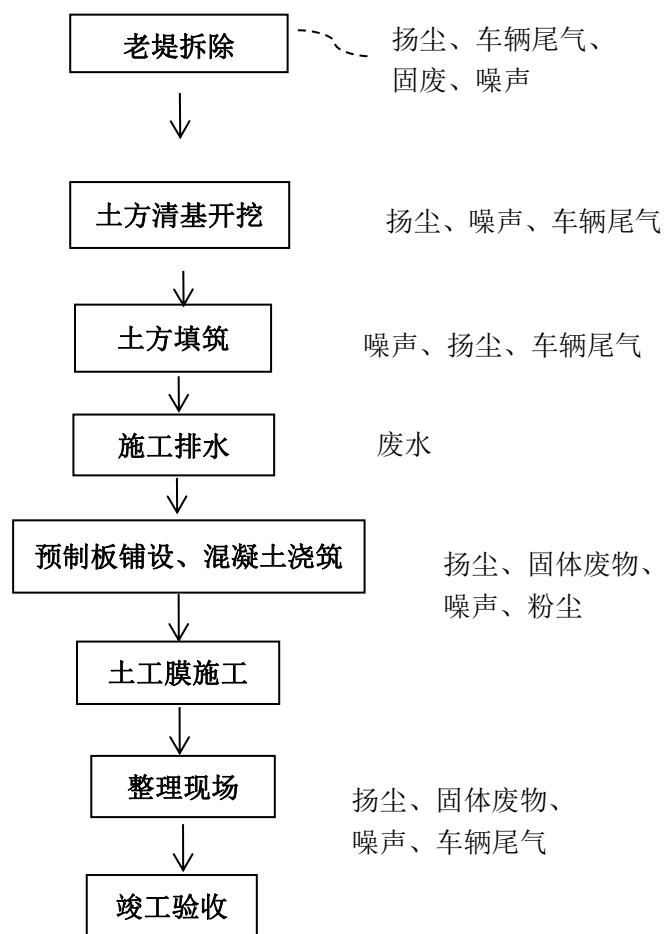 老堤拆除
扬尘、车辆尾气、
固废、噪声
土方清基开挖
扬尘、噪声、车辆尾气
土方填筑
噪声、扬尘、车辆尾气
施工排水
废水
预制板铺设、混凝土浇筑
扬尘、固体废物、
噪声、粉尘
土工膜施工
整理现场
扬尘、固体废物、
噪声、车辆尾气
竣工验收